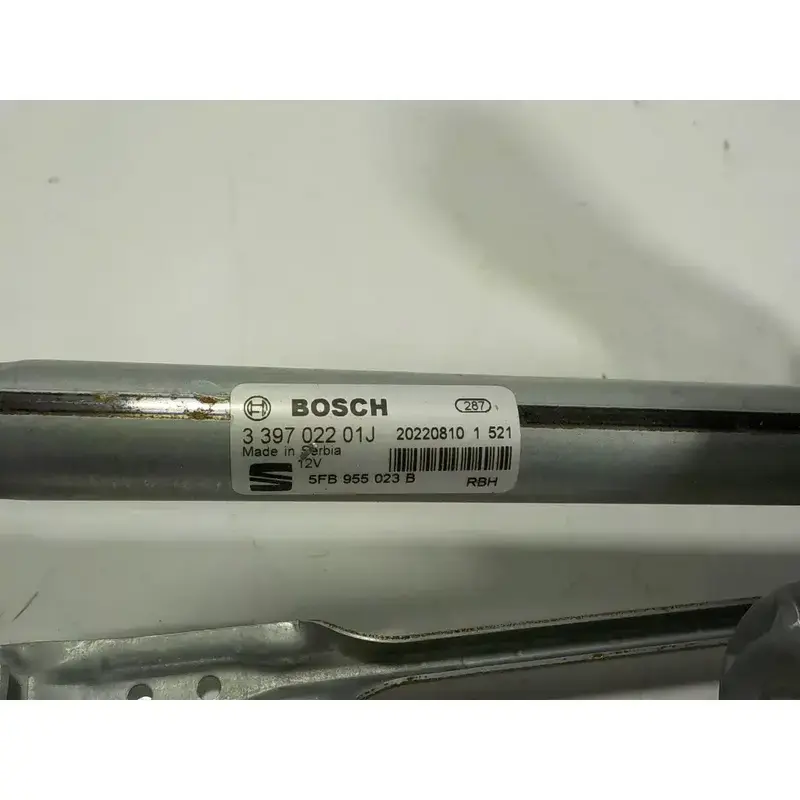 BOSCH 287
3 397 022 01J 20220810 1 521
Made in Serbia
12V
5FB 955 023 B RBH